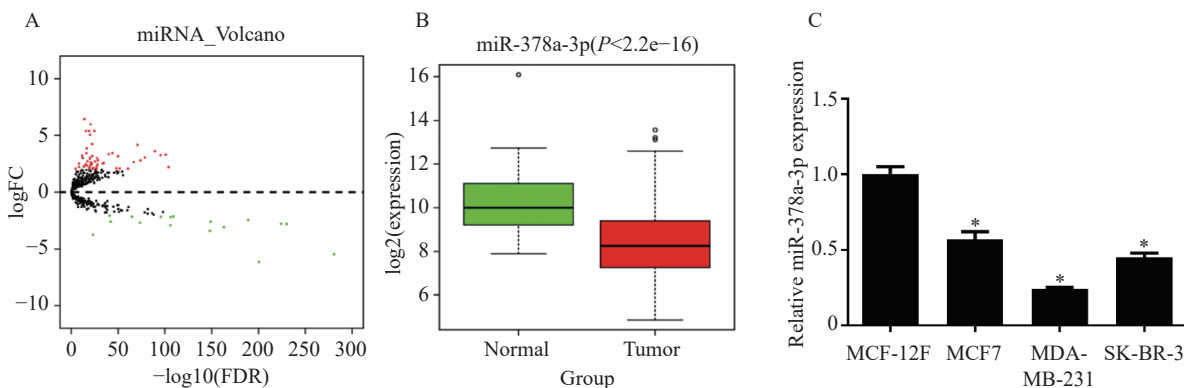 A
miRNA_Volcano
logFC
10
5
0
−5
−10
0 50 100 150 200 250 300
−log10(FDR)
B
miR-378a-3p(P<2.2e−16)
log2(expression)
16
14
12
10
8
6
Normal Tumor
Group
C
Relative miR-378a-3p expression
1.5
1.0
0.5
0
*
*
*
MCF-12F MCF7 MDA- SK-BR-3
MB-231